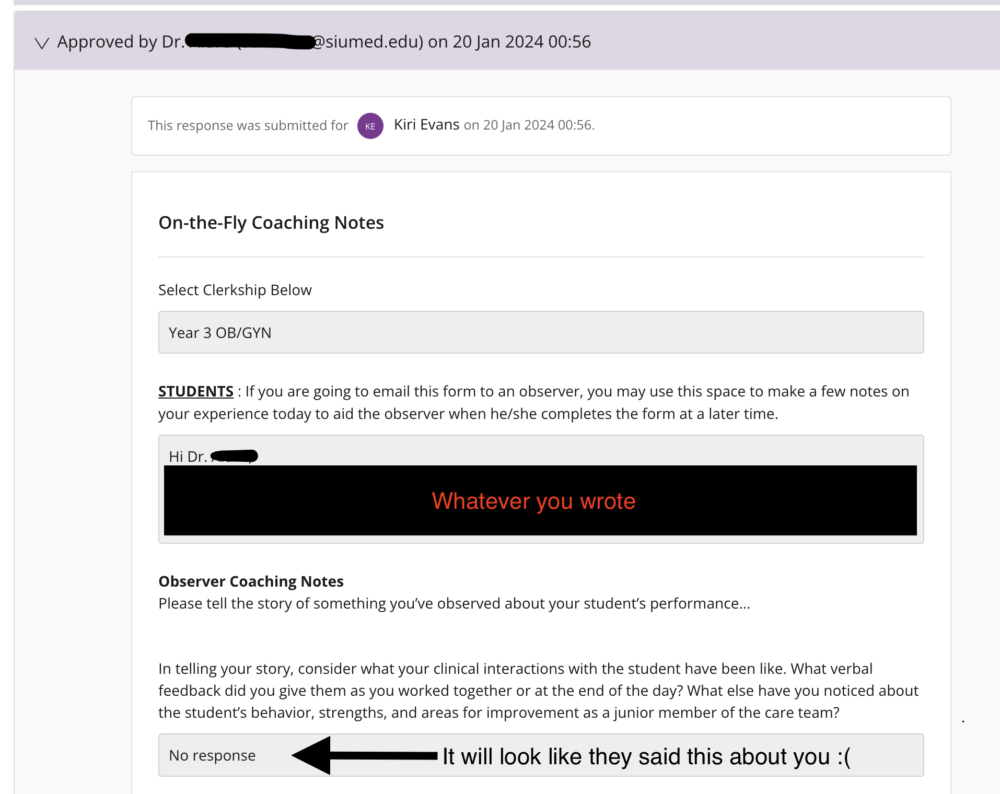 Approved by Dr. @siumed.edu) on 20 Jan 2024 00:56
This response was submitted for KE Kiri Evans on 20 Jan 2024 00:56.
On-the-Fly Coaching Notes
Select Clerkship Below
Year 3 OB/GYN
STUDENTS : If you are going to email this form to an observer, you may use this space to make a few notes on
your experience today to aid the observer when he/she completes the form at a later time.
Hi Dr.
Whatever you wrote
Observer Coaching Notes
Please tell the story of something you’ve observed about your student’s performance...
In telling your story, consider what your clinical interactions with the student have been like. What verbal
feedback did you give them as you worked together or at the end of the day? What else have you noticed about
the student’s behavior, strengths, and areas for improvement as a junior member of the care team?
No response It will look like they said this about you :(